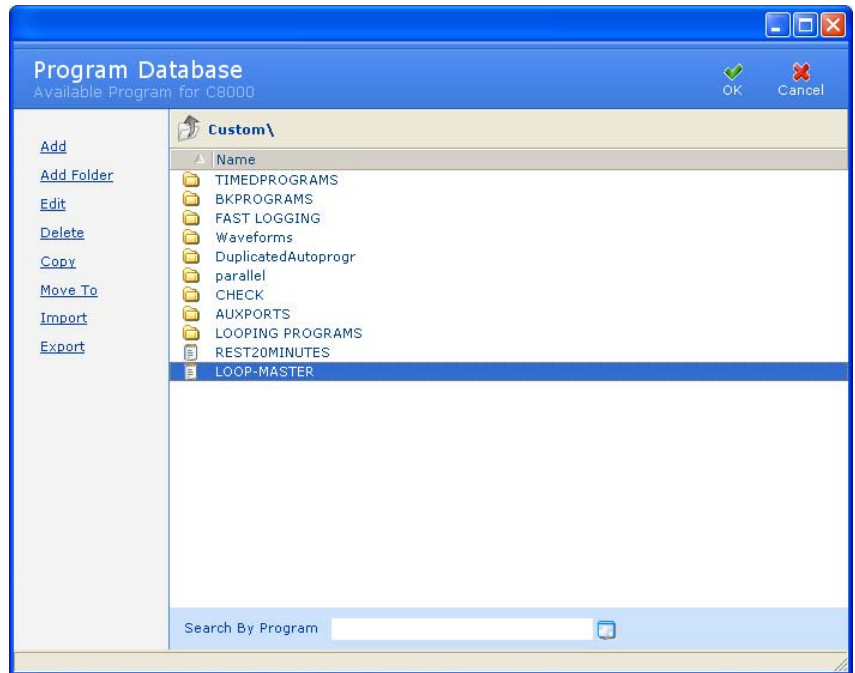 Program Database
Available Program for C8000
OK
Cancel
Add
Add Folder
Edit
Delete
Copy
Move To
Import
Export
Custom\
Name
TIMEDPROGRAMS
BKPROGRAMS
FAST LOGGING
Waveforms
DuplicatedAutoprogr
parallel
CHECK
AUXPORTS
LOOPING PROGRAMS
REST20MINUTES
LOOP-MASTER
Search By Program